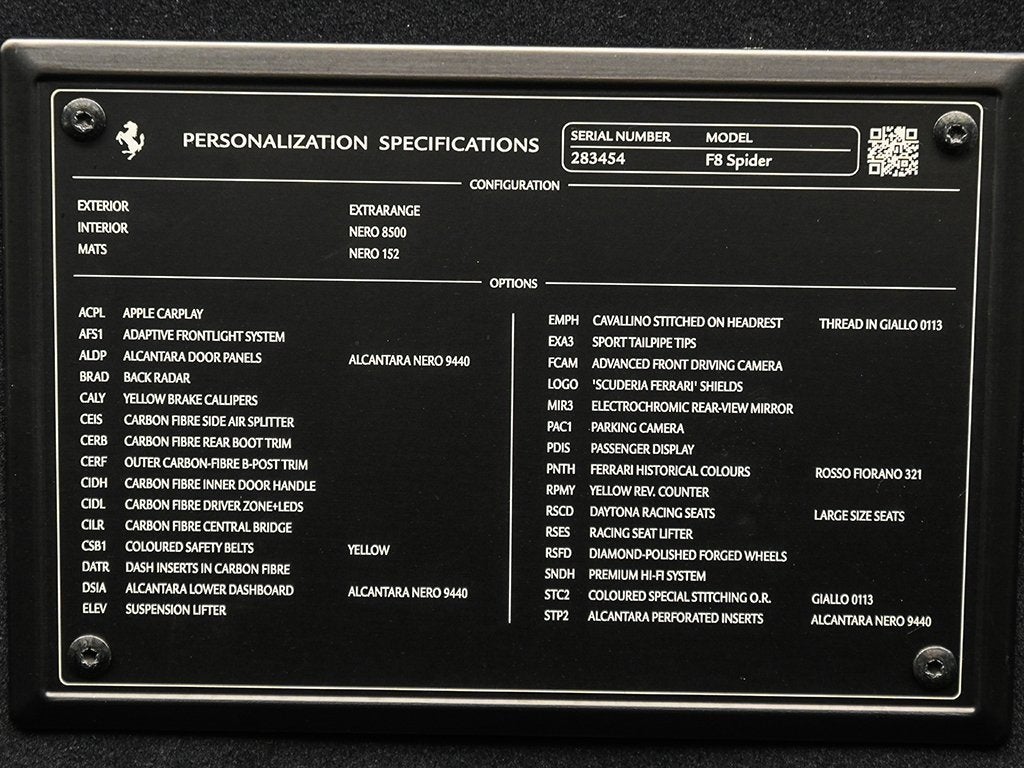 PERSONALIZATION SPECIFICATIONS
SERIAL NUMBER MODEL
283454 F8 Spider
CONFIGURATION
EXTERIOR EXTRARANGE
INTERIOR NERO 8500
MATS NERO 152
OPTIONS
ACPL APPLE CARPLAY
AFS1 ADAPTIVE FRONTLIGHT SYSTEM
ALDP ALCANTARA DOOR PANELS ALCANTARA NERO 9440
BRAD BACK RADAR
CALY YELLOW BRAKE CALLIPERS
CEIS CARBON FIBRE SIDE AIR SPLITTER
CERB CARBON FIBRE REAR BOOT TRIM
CERF OUTER CARBON-FIBRE B-POST TRIM
CIDH CARBON FIBRE INNER DOOR HANDLE
CIDL CARBON FIBRE DRIVER ZONE+LEDS
CILR CARBON FIBRE CENTRAL BRIDGE
CSB1 COLOURED SAFETY BELTS YELLOW
DATR DASH INSERTS IN CARBON FIBRE
DSIA ALCANTARA LOWER DASHBOARD ALCANTARA NERO 9440
ELEV SUSPENSION LIFTER
EMPH CAVALLINO STITCHED ON HEADREST THREAD IN GIALLO 0113
EXA3 SPORT TAILPIPE TIPS
FCAM ADVANCED FRONT DRIVING CAMERA
LOGO 'SCUDERIA FERRARI' SHIELDS
MIR3 ELECTROCHROMIC REAR-VIEW MIRROR
PAC1 PARKING CAMERA
PDIS PASSENGER DISPLAY
PNTH FERRARI HISTORICAL COLOURS ROSSO FIORANO 321
RPMY YELLOW REV. COUNTER
RSCD DAYTONA RACING SEATS LARGE SIZE SEATS
RSES RACING SEAT LIFTER
RSFD DIAMOND-POLISHED FORGED WHEELS
SNDH PREMIUM HI-FI SYSTEM
STC2 COLOURED SPECIAL STITCHING O.R. GIALLO 0113
STP2 ALCANTARA PERFORATED INSERTS ALCANTARA NERO 9440